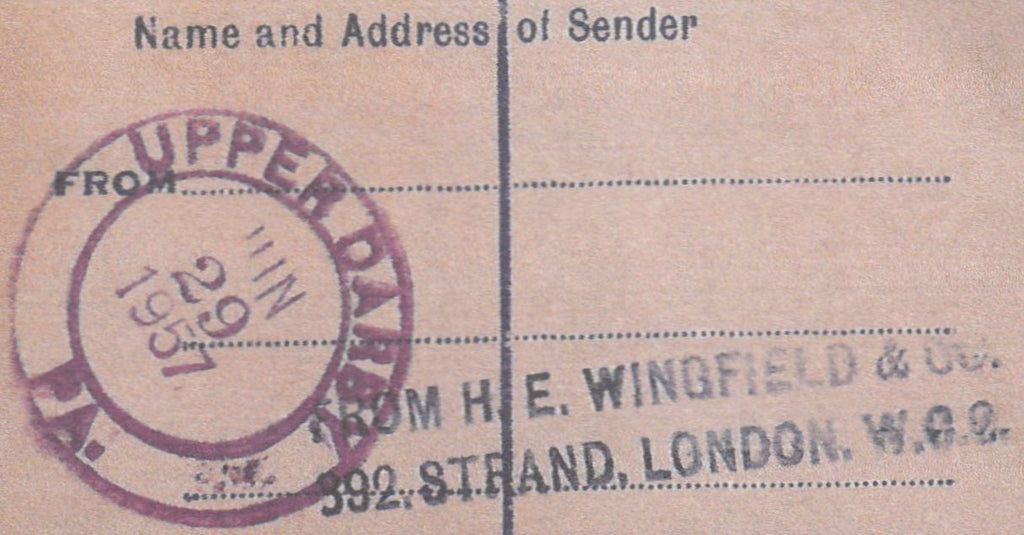 Name and Address of Sender
FROM
UPPER DARBY
PA.
JUN
29
1957
FROM H. E. WINGFIELD & CO.
392, STRAND, LONDON, W.C.2.